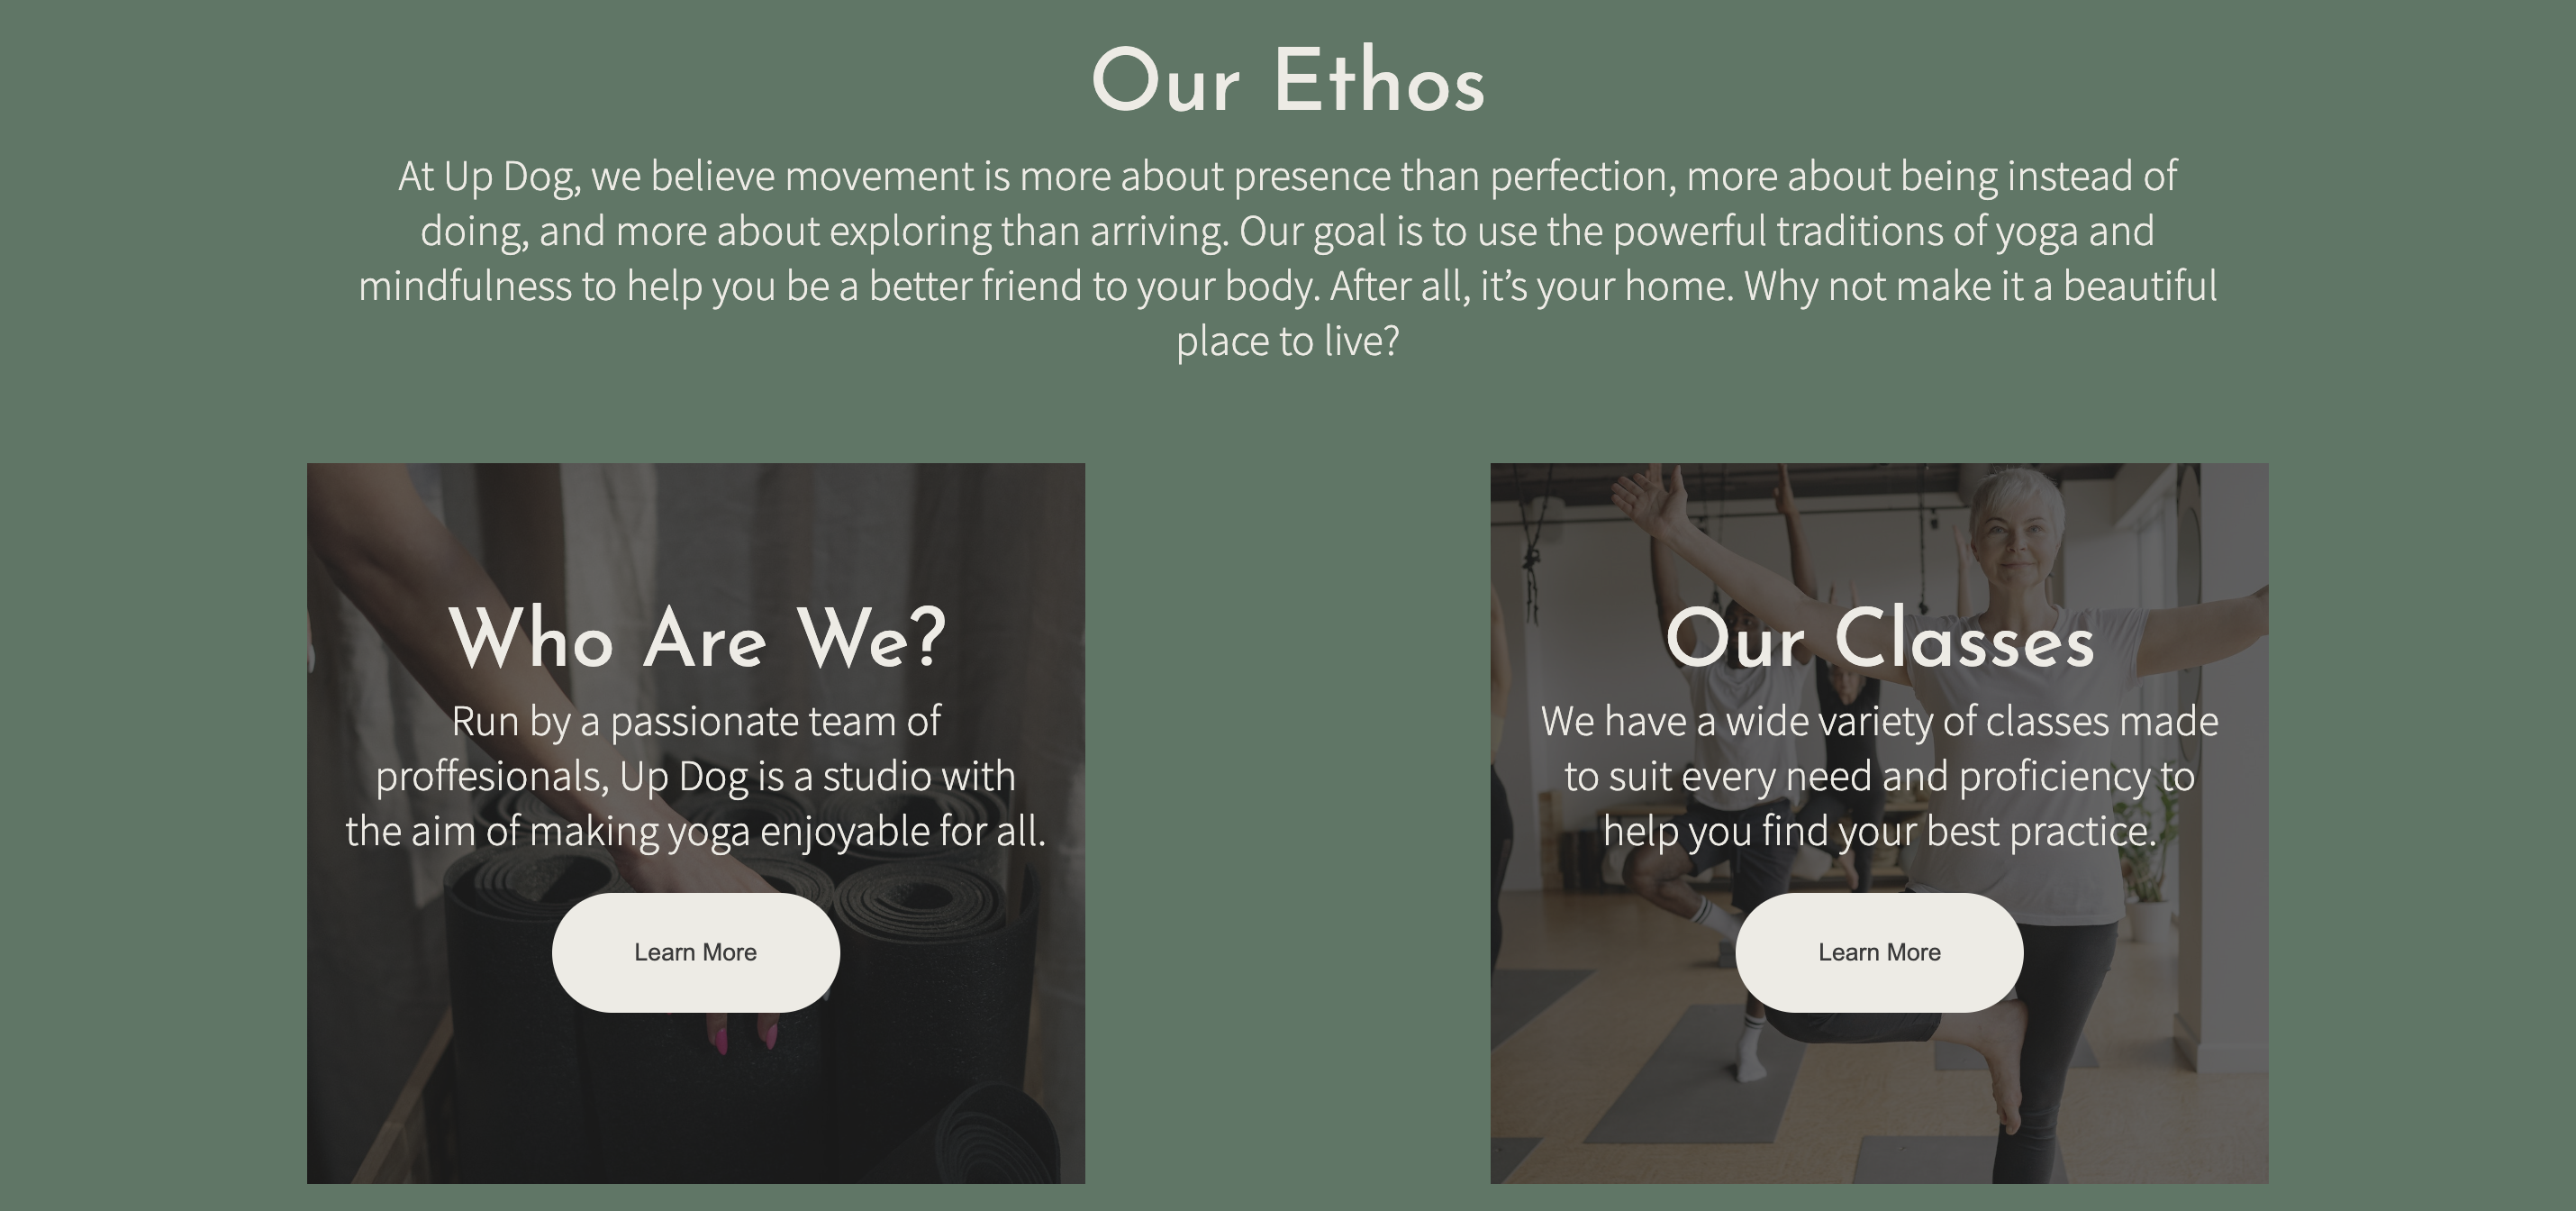 Our Ethos
At Up Dog, we believe movement is more about presence than perfection, more about being instead of
doing, and more about exploring than arriving. Our goal is to use the powerful traditions of yoga and
mindfulness to help you be a better friend to your body. After all, it’s your home. Why not make it a beautiful
place to live?
Who Are We?
Run by a passionate team of
proffesionals, Up Dog is a studio with
the aim of making yoga enjoyable for all.
Learn More
Our Classes
We have a wide variety of classes made
to suit every need and proficiency to
help you find your best practice.
Learn More